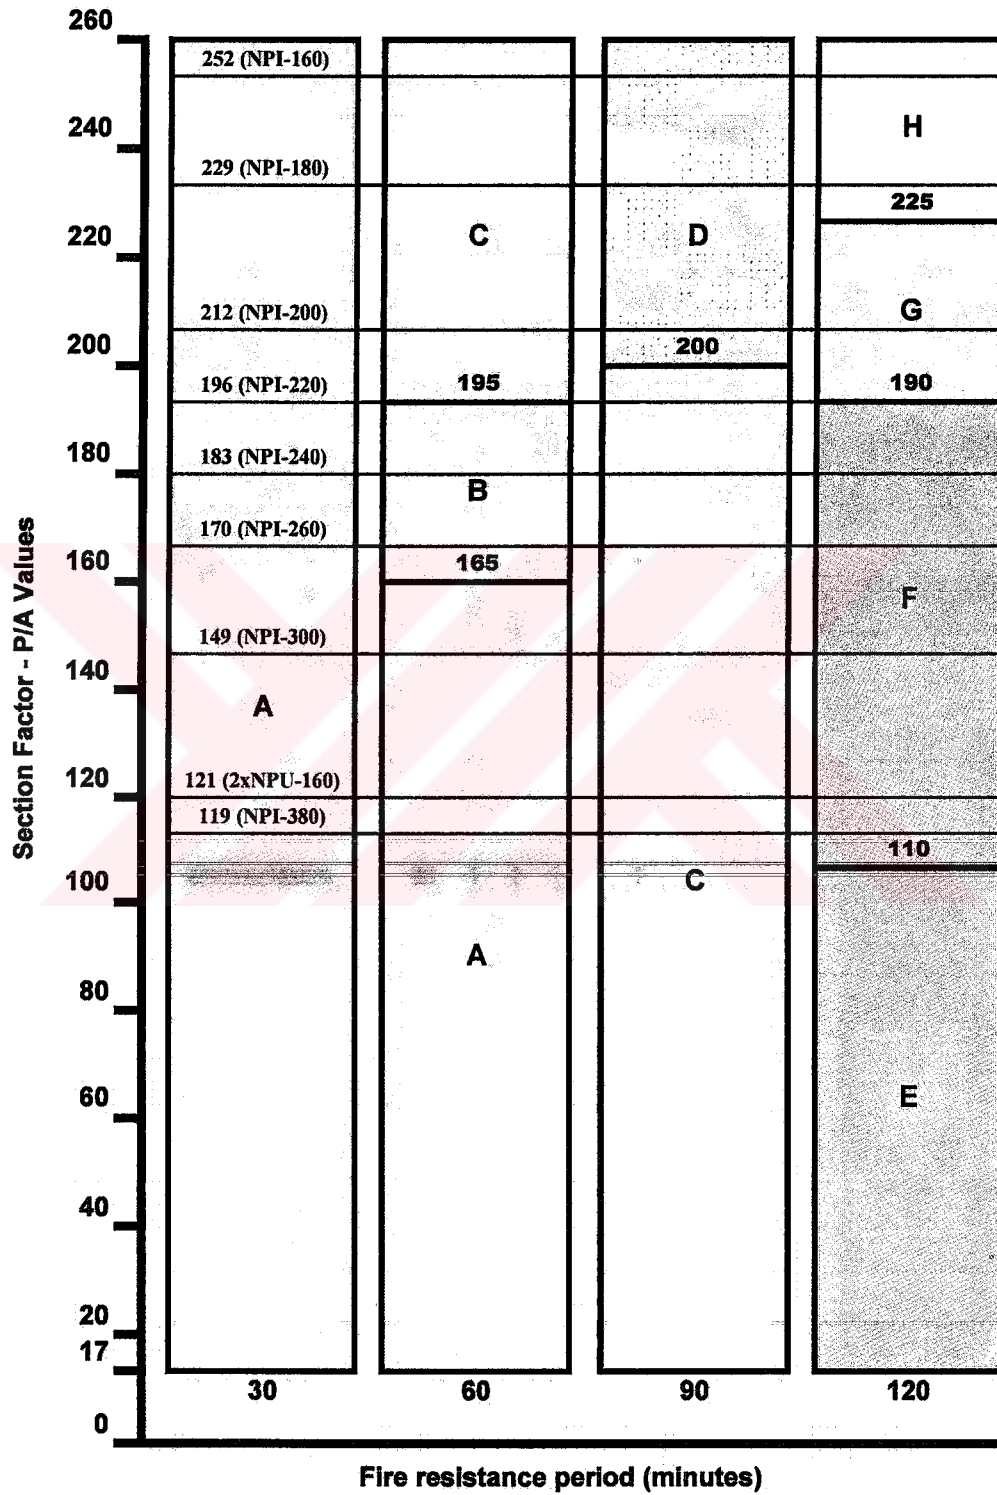 260
252 (NPI-160)
240
H
229 (NPI-180)
225
220
C
D
212 (NPI-200)
G
200
200
196 (NPI-220)
195
190
180
183 (NPI-240)
B
170 (NPI-260)
160
165
F
149 (NPI-300)
140
A
120
121 (2xNPU-160)
119 (NPI-380)
110
100
C
A
80
60
E
40
20
17
30
60
90
120
0
Section Factor - P/A Values
Fire resistance period (minutes)